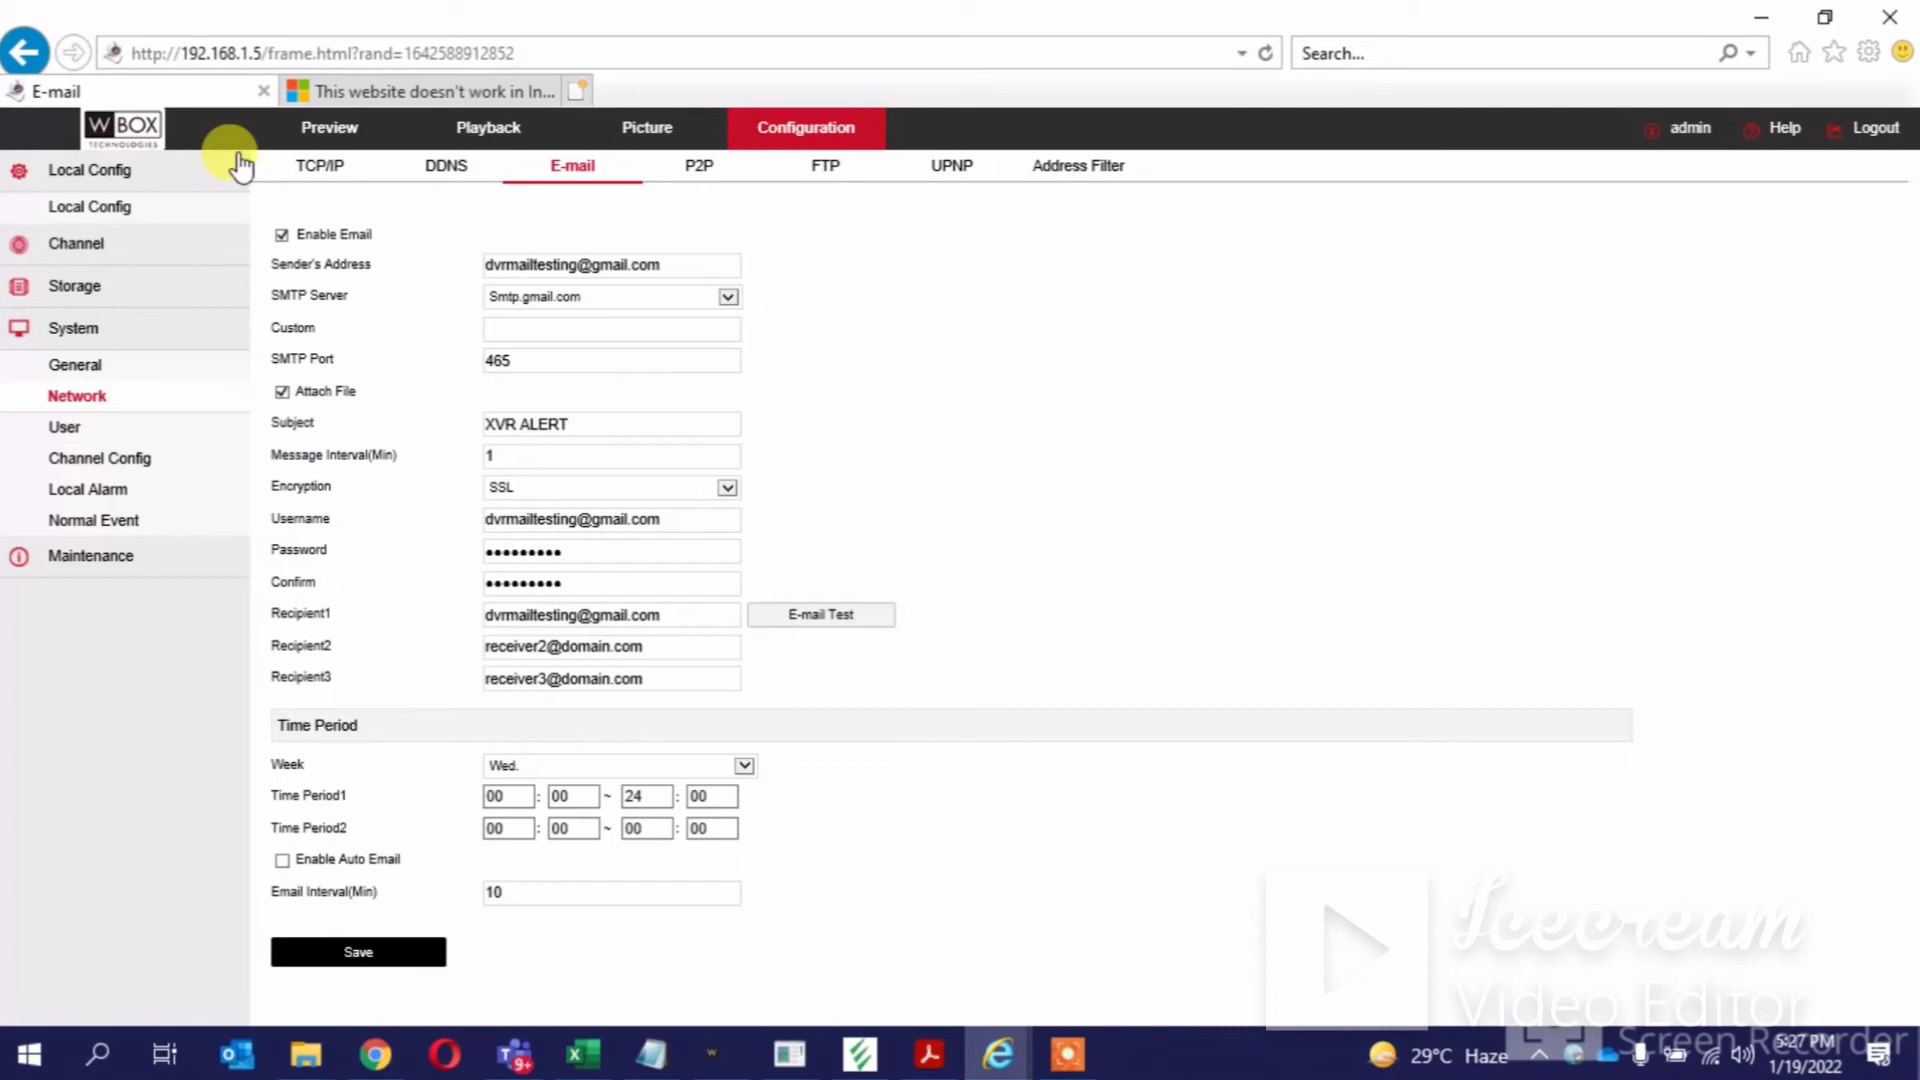 http://192.168.1.5/frame.html?rand=1642588912852
Search...
E-mail
This website doesn't work in In...
W BOX
TECHNOLOGIES
Preview
Playback
Picture
Configuration
admin
Help
Logout
Local Config
TCP/IP
DDNS
E-mail
P2P
FTP
UPNP
Address Filter
Local Config
Channel
Storage
System
General
Network
User
Channel Config
Local Alarm
Normal Event
Maintenance
Enable Email
Sender's Address dvrmailtesting@gmail.com
SMTP Server Smtp.gmail.com
Custom
SMTP Port 465
Attach File
Subject XVR ALERT
Message Interval(Min) 1
Encryption SSL
Username dvrmailtesting@gmail.com
Password •••••••••
Confirm •••••••••
Recipient1 dvrmailtesting@gmail.com E-mail Test
Recipient2 receiver2@domain.com
Recipient3 receiver3@domain.com
Time Period
Week Wed.
Time Period1 00 : 00 ~ 24 : 00
Time Period2 00 : 00 ~ 00 : 00
Enable Auto Email
Email Interval(Min) 10
Save
Icecream
Video Editor
Screen Recorder
29°C Haze
5:27 PM
1/19/2022
9+